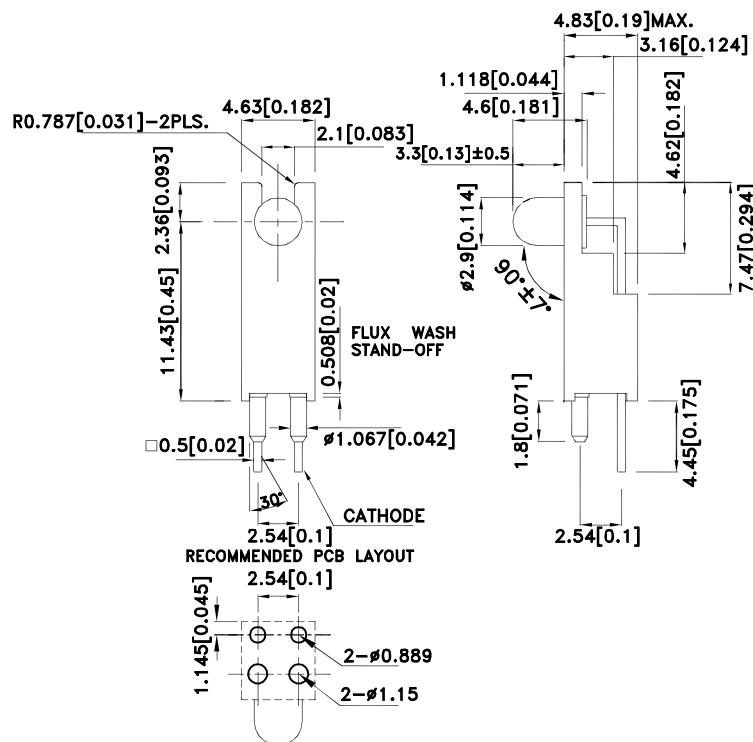 4.83[0.19]MAX.
3.16[0.124]
1.118[0.044]
4.63[0.182]
4.6[0.181]
4.62[0.182]
R0.787[0.031]-2PLS.
2.1[0.083]
3.3[0.13]±0.5
2.36[0.093]
7.47[0.294]
ø2.9[0.114]
90°±7°
11.43[0.45]
0.508[0.02]
FLUX WASH
STAND-OFF
1.8[0.071]
4.45[0.175]
□0.5[0.02]
ø1.067[0.042]
30°
CATHODE
2.54[0.1]
2.54[0.1]
RECOMMENDED PCB LAYOUT
2.54[0.1]
1.145[0.045]
2-ø0.889
2-ø1.15